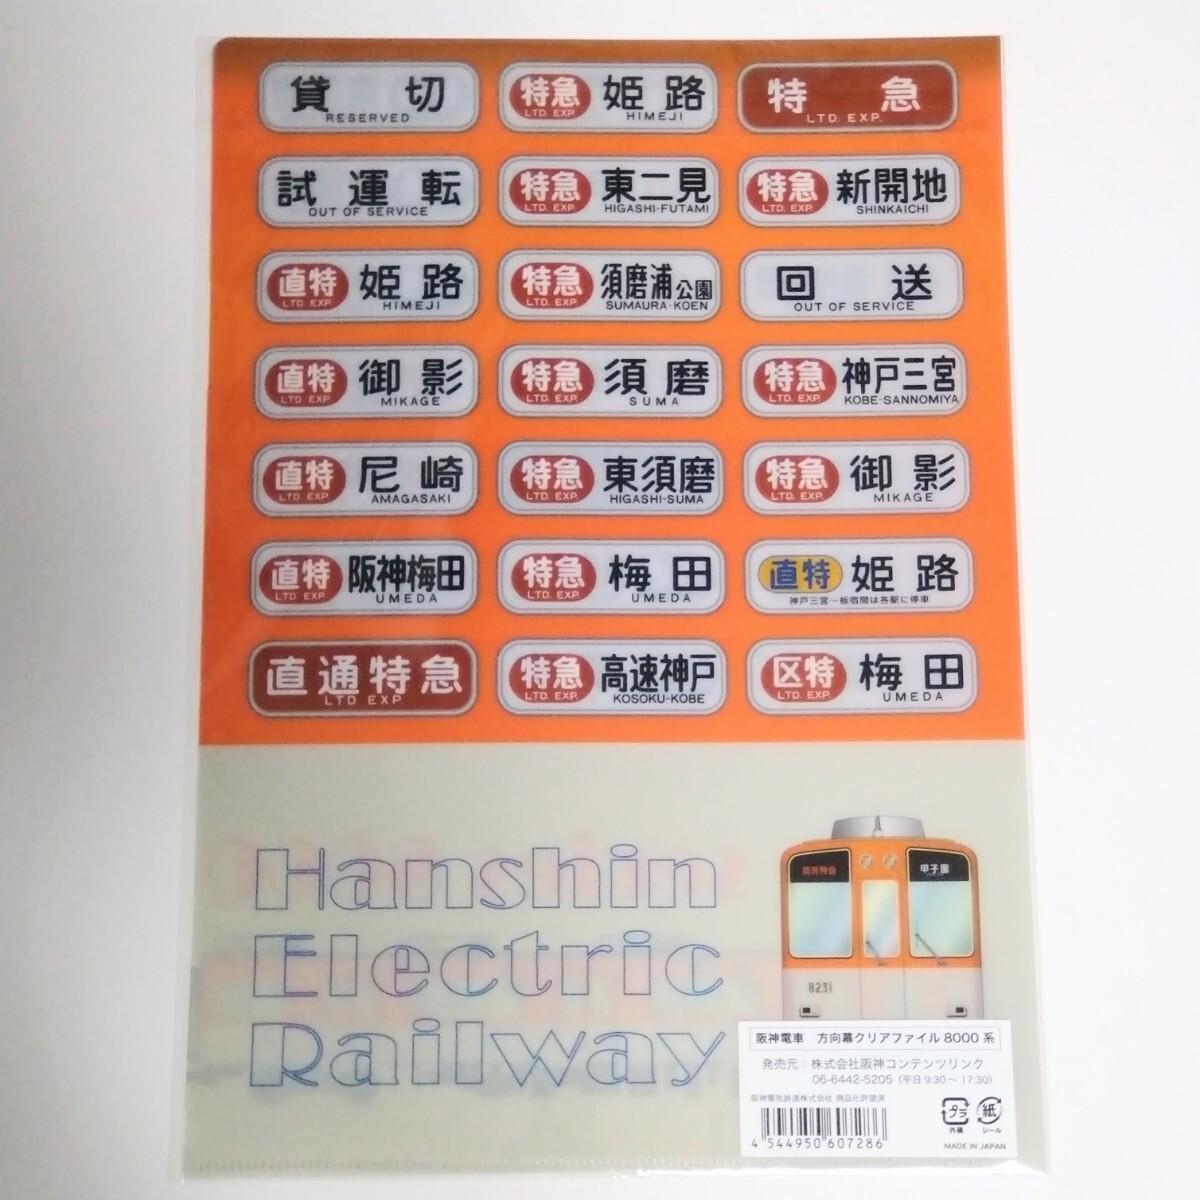 貸切
RESERVED
特急 姫路
LTD. EXP. HIMEJI
特急
LTD. EXP.
試運転
OUT OF SERVICE
特急 東二見
LTD. EXP. HIGASHI-FUTAMI
特急 新開地
LTD. EXP. SHINKAICHI
直特 姫路
LTD. EXP. HIMEJI
特急 須磨浦公園
LTD. EXP. SUMAURA-KOEN
回送
OUT OF SERVICE
直特 御影
LTD. EXP. MIKAGE
特急 須磨
LTD. EXP. SUMA
特急 神戸三宮
LTD. EXP. KOBE-SANNOMIYA
直特 尼崎
LTD. EXP. AMAGASAKI
特急 東須磨
LTD. EXP. HIGASHI-SUMA
特急 御影
LTD. EXP. MIKAGE
直特 阪神梅田
LTD. EXP. UMEDA
特急 梅田
LTD. EXP. UMEDA
直特 姫路
神戸三宮－板宿間は各駅に停車
直通特急
LTD. EXP.
特急 高速神戸
LTD. EXP. KOSOKU-KOBE
区特 梅田
LTD. EXP. UMEDA
Hanshin
Electric
Railway
甲子園
8231
阪神電車 方向幕クリアファイル 8000 系
発売元：株式会社阪神コンテンツリンク
06-6442-5205（平日 9:30～17:30）
阪神電気鉄道株式会社 商品化許諾済
4 544950 607286
プラ
外装
紙
シール
MADE IN JAPAN